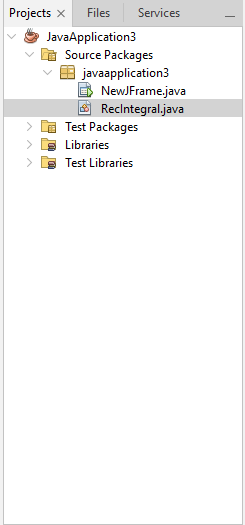 Projects Files Services
JavaApplication3
Source Packages
javaapplication3
NewJFrame.java
RecIntegral.java
Test Packages
Libraries
Test Libraries